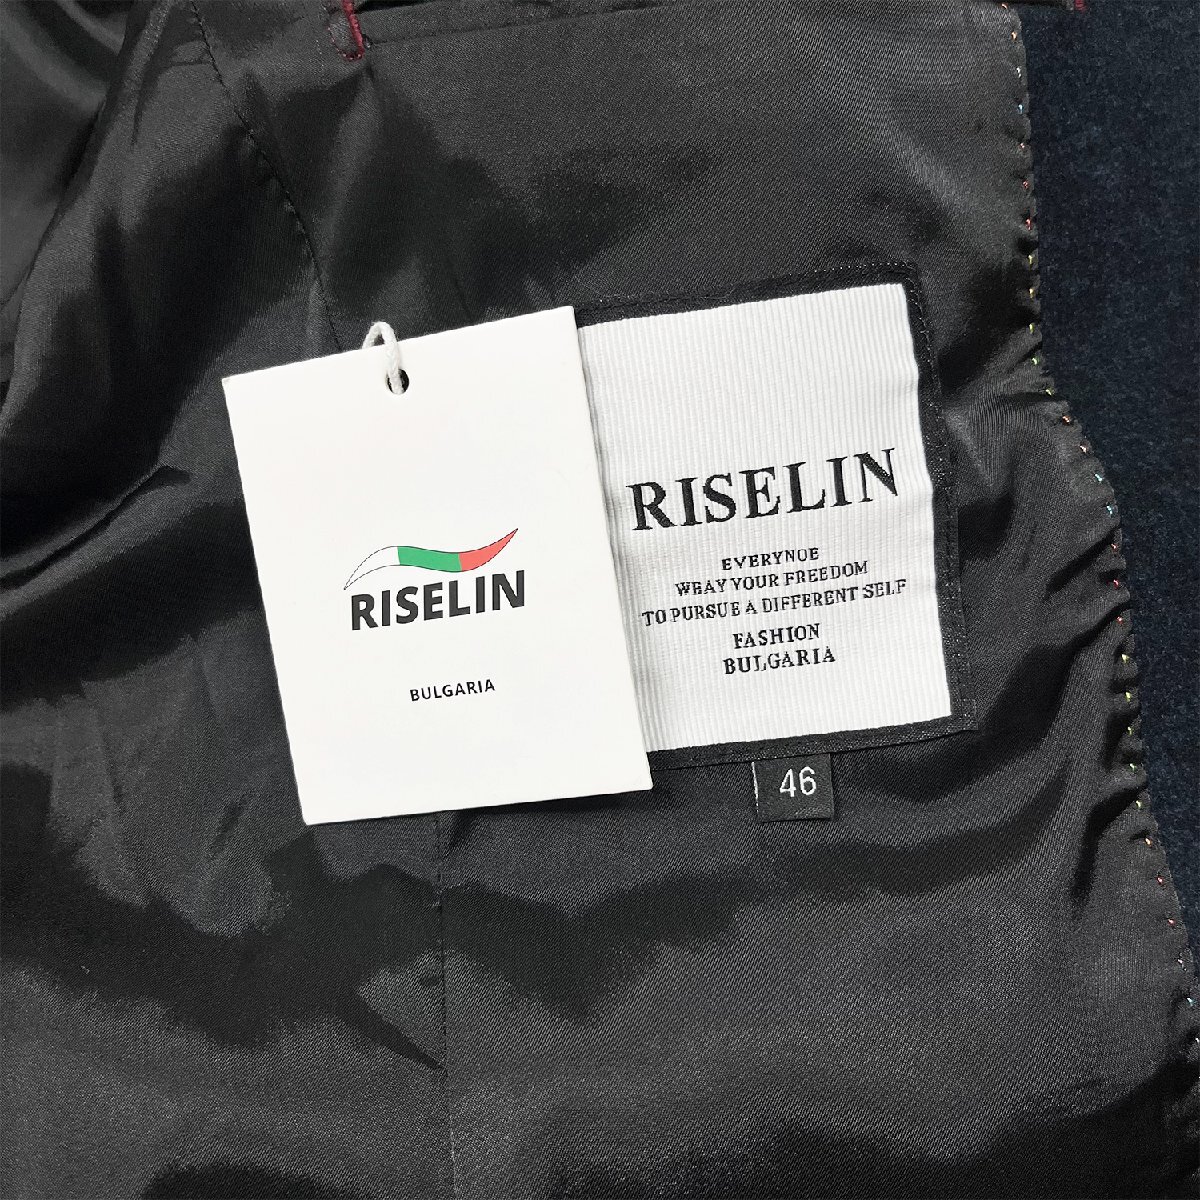 RISELIN
BULGARIA
RISELIN
EVERYNOE
WEAY YOUR FREEDOM
TO PURSUE A DIFFERENT SELF
FASHION
BULGARIA
46